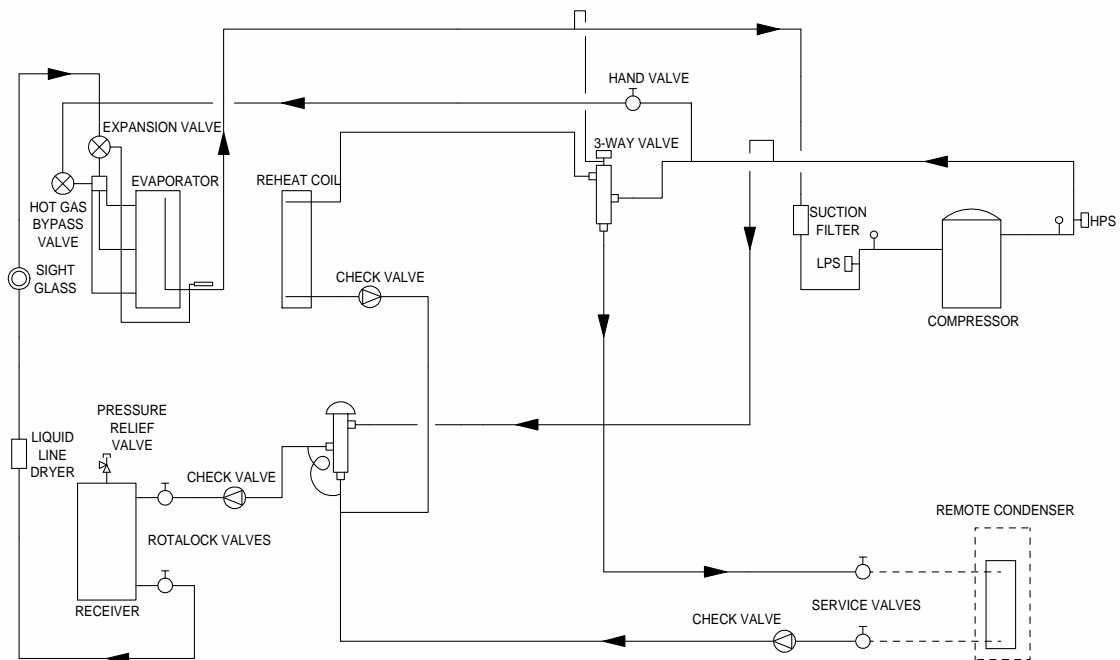 HAND VALVE
EXPANSION VALVE
3-WAY VALVE
EVAPORATOR
REHEAT COIL
HOT GAS
BYPASS
VALVE
SUCTION
FILTER
HPS
LPS
SIGHT
GLASS
CHECK VALVE
COMPRESSOR
PRESSURE
RELIEF
VALVE
LIQUID
LINE
DRYER
CHECK VALVE
REMOTE CONDENSER
ROTALOCK VALVES
RECEIVER
CHECK VALVE
SERVICE VALVES